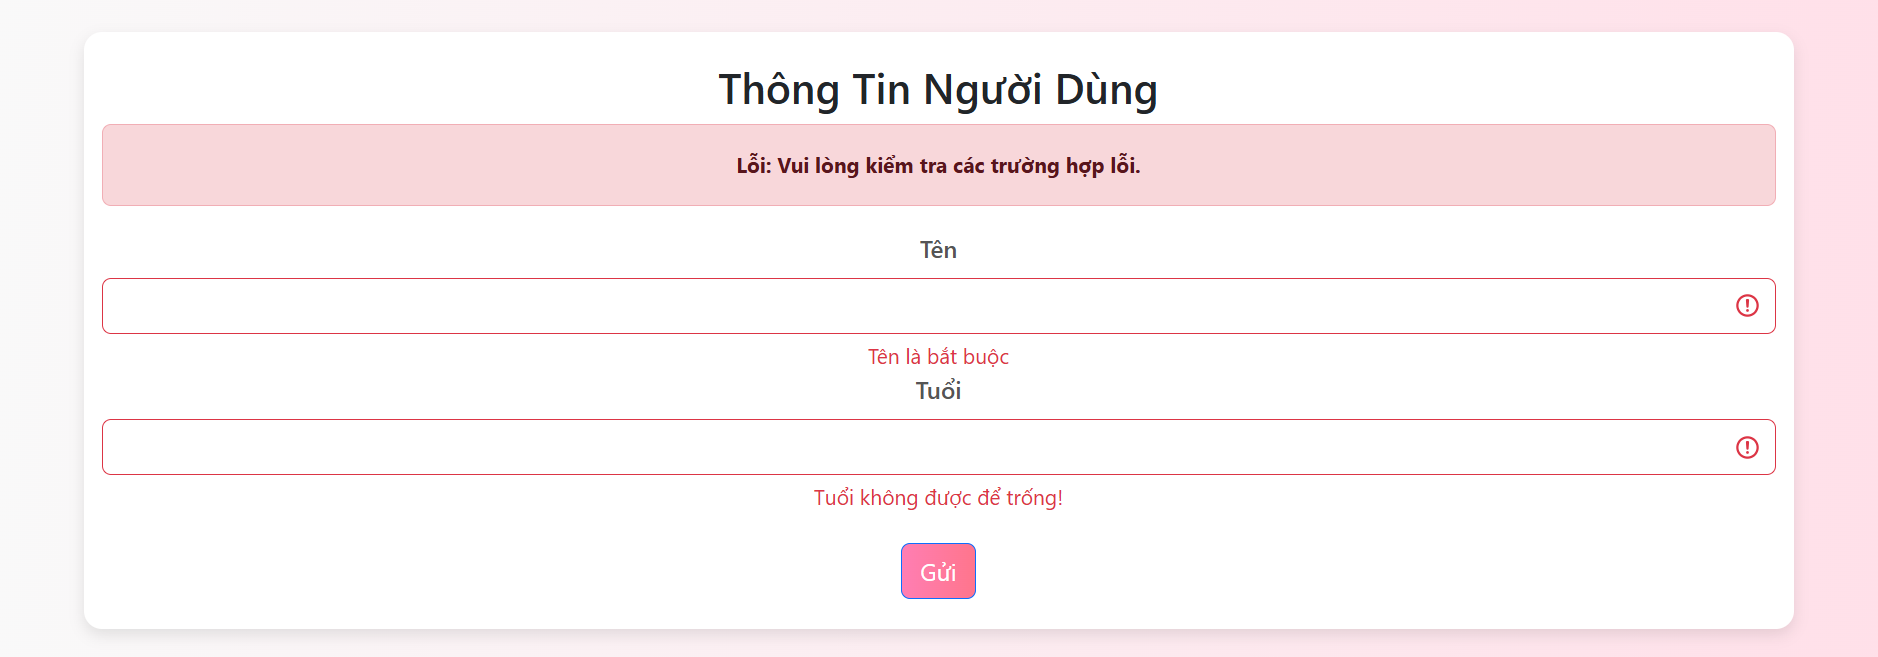 Thông Tin Người Dùng
Lỗi: Vui lòng kiểm tra các trường hợp lỗi.
Tên
Tên là bắt buộc
Tuổi
Tuổi không được để trống!
Gửi